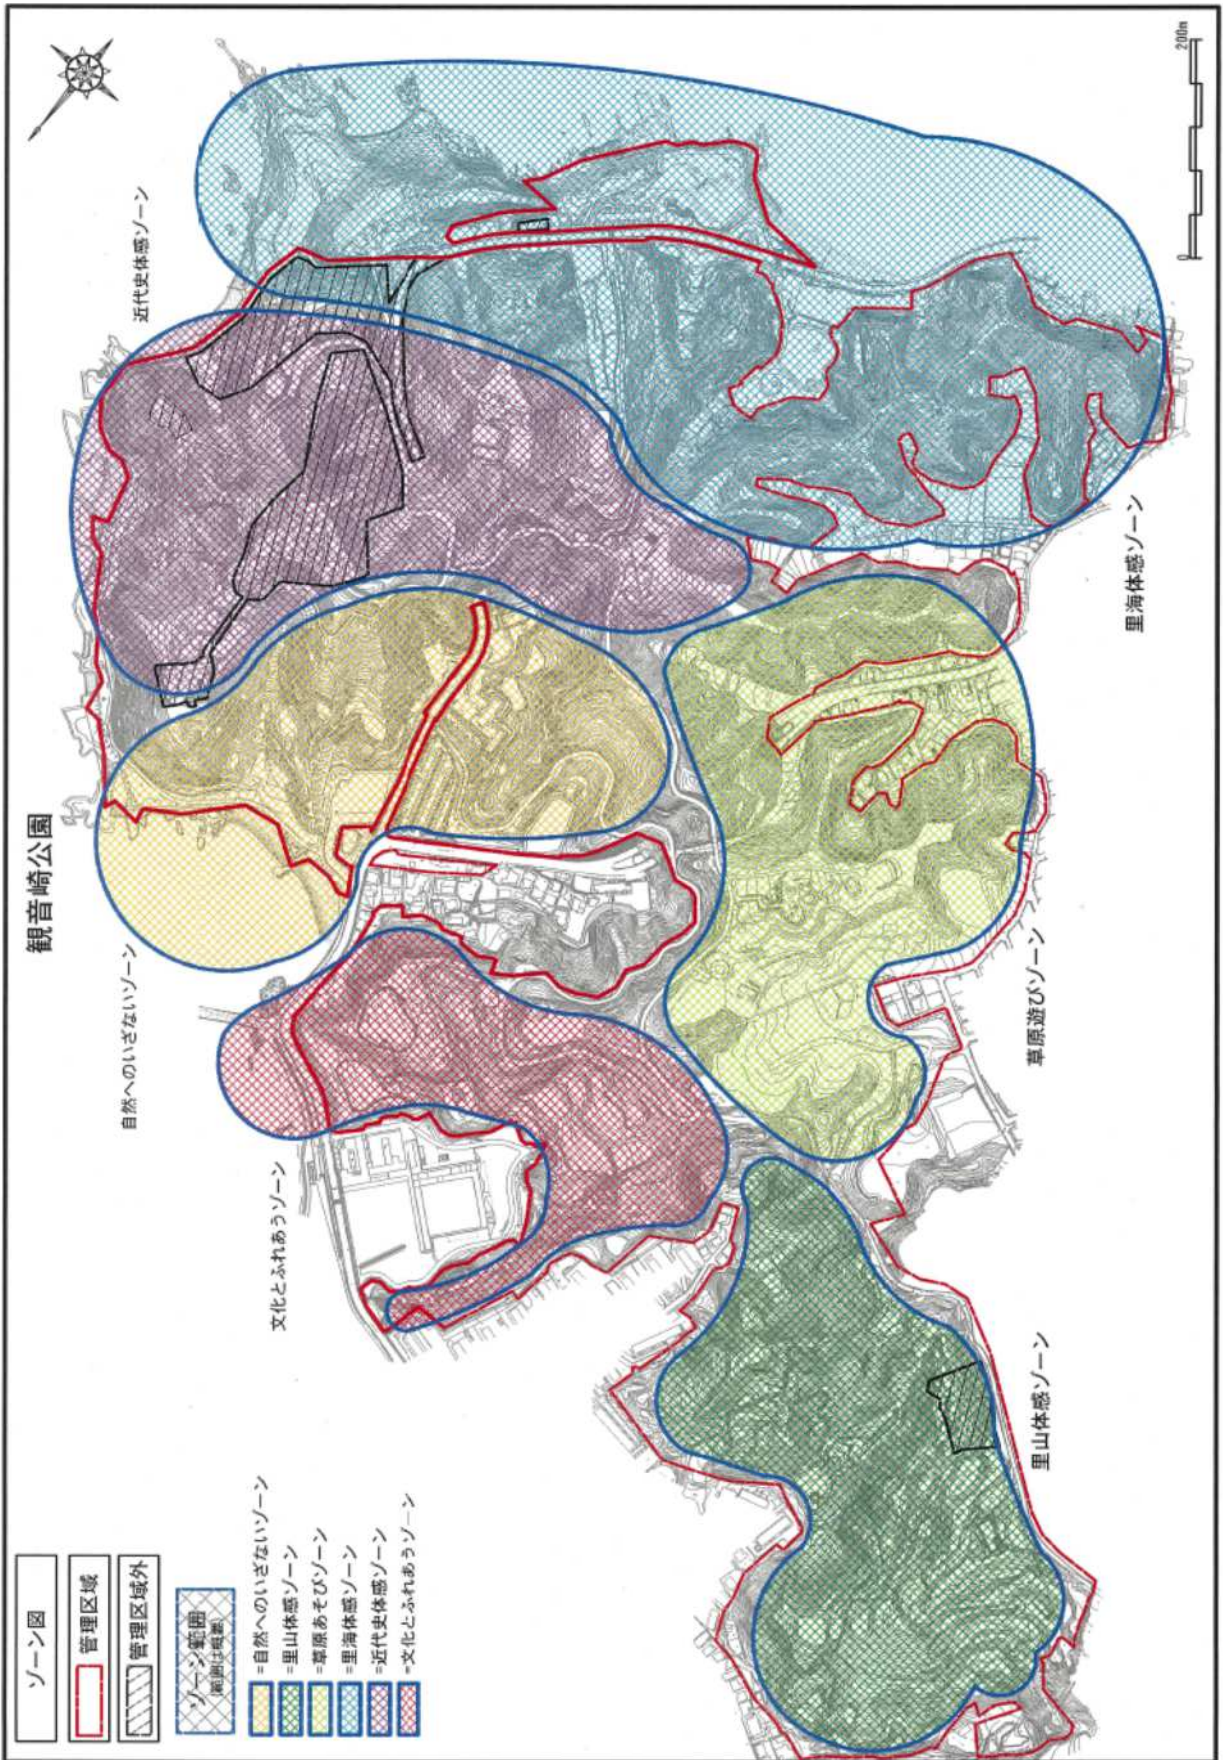 観音崎公園
ゾーン図
管理区域
管理区域外
ゾーン範囲
(範囲は概要)
=自然へのいざないゾーン
=里山体感ゾーン
=草原あそびゾーン
=里海体感ゾーン
=近代史体感ゾーン
=文化とふれあうゾーン
文化とふれあうゾーン
自然へのいざないゾーン
近代史体感ゾーン
里山体感ゾーン
草原遊びゾーン
里海体感ゾーン
0
200m